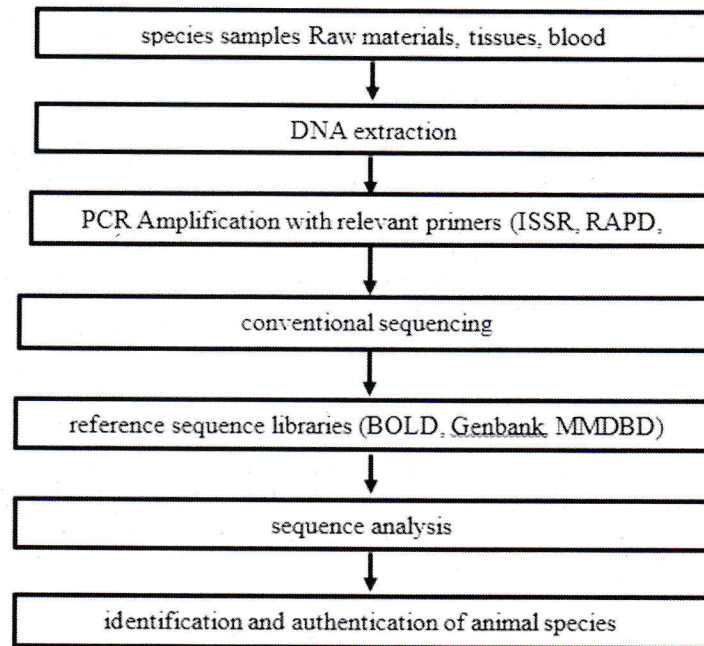 species samples Raw materials, tissues, blood
DNA extraction
PCR Amplification with relevant primers (ISSR, RAPD,
conventional sequencing
reference sequence libraries (BOLD, Genbank, MMDBD)
sequence analysis
identification and authentication of animal species